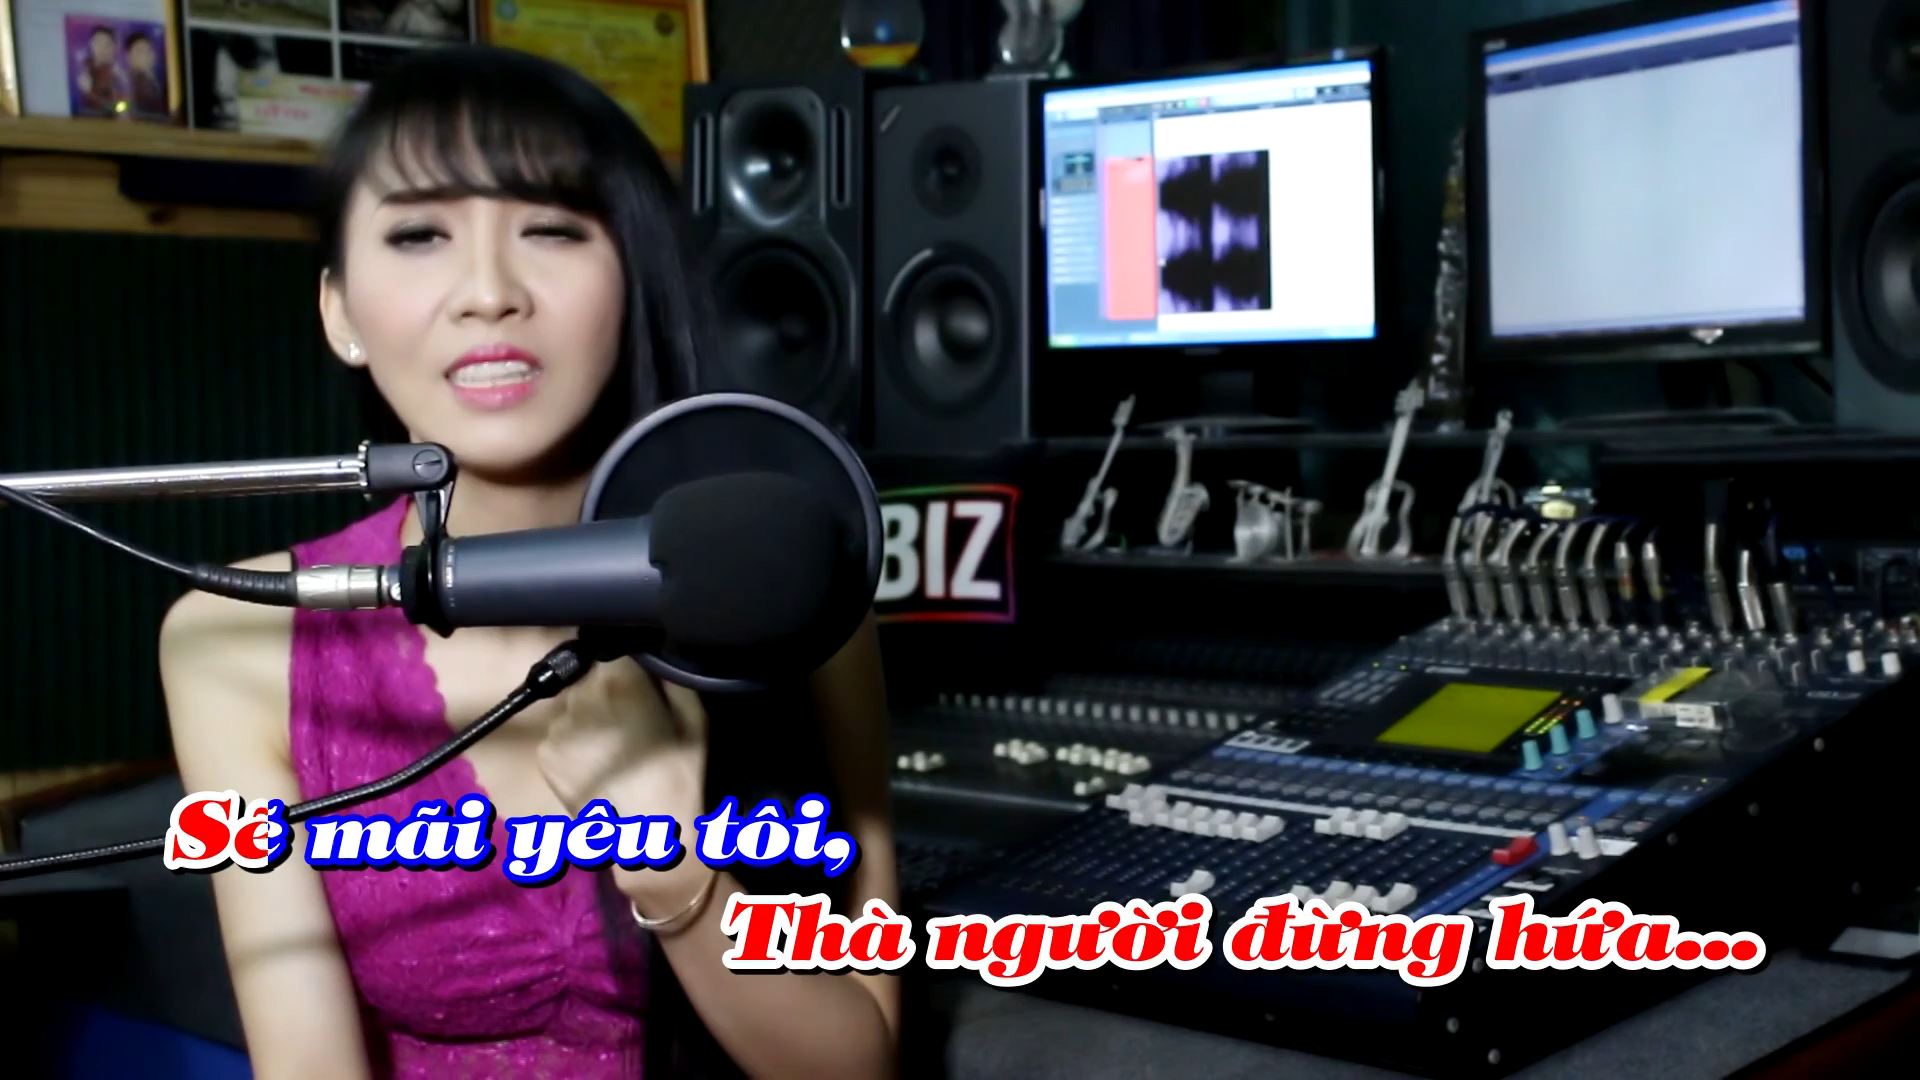 BIZ
Sẽ mãi yêu tôi,
Thà người đừng hứa...